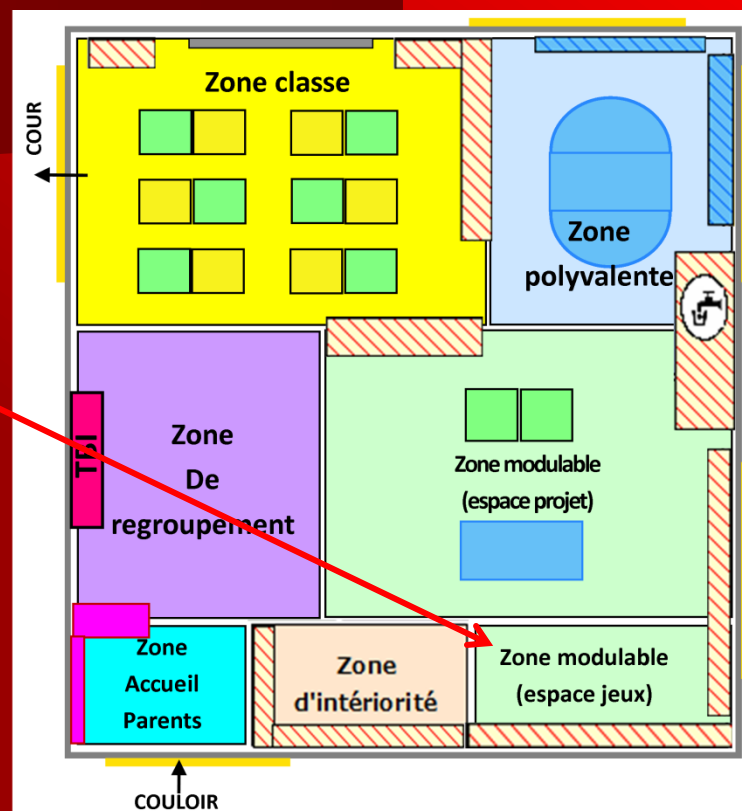 Zone classe
COUR
Zone
polyvalente
TBI
Zone
De
regroupement
Zone modulable
(espace projet)
Zone
Accueil
Parents
Zone
d'intériorité
Zone modulable
(espace jeux)
COULOIR